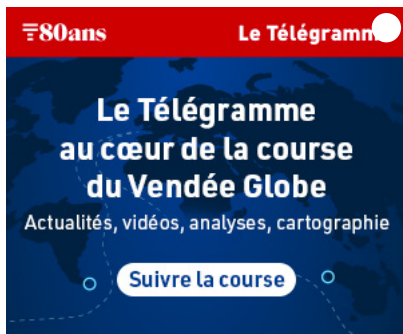 80ans
Le Télégramme
Le Télégramme
au cœur de la course
du Vendée Globe
Actualités, vidéos, analyses, cartographie
Suivre la course